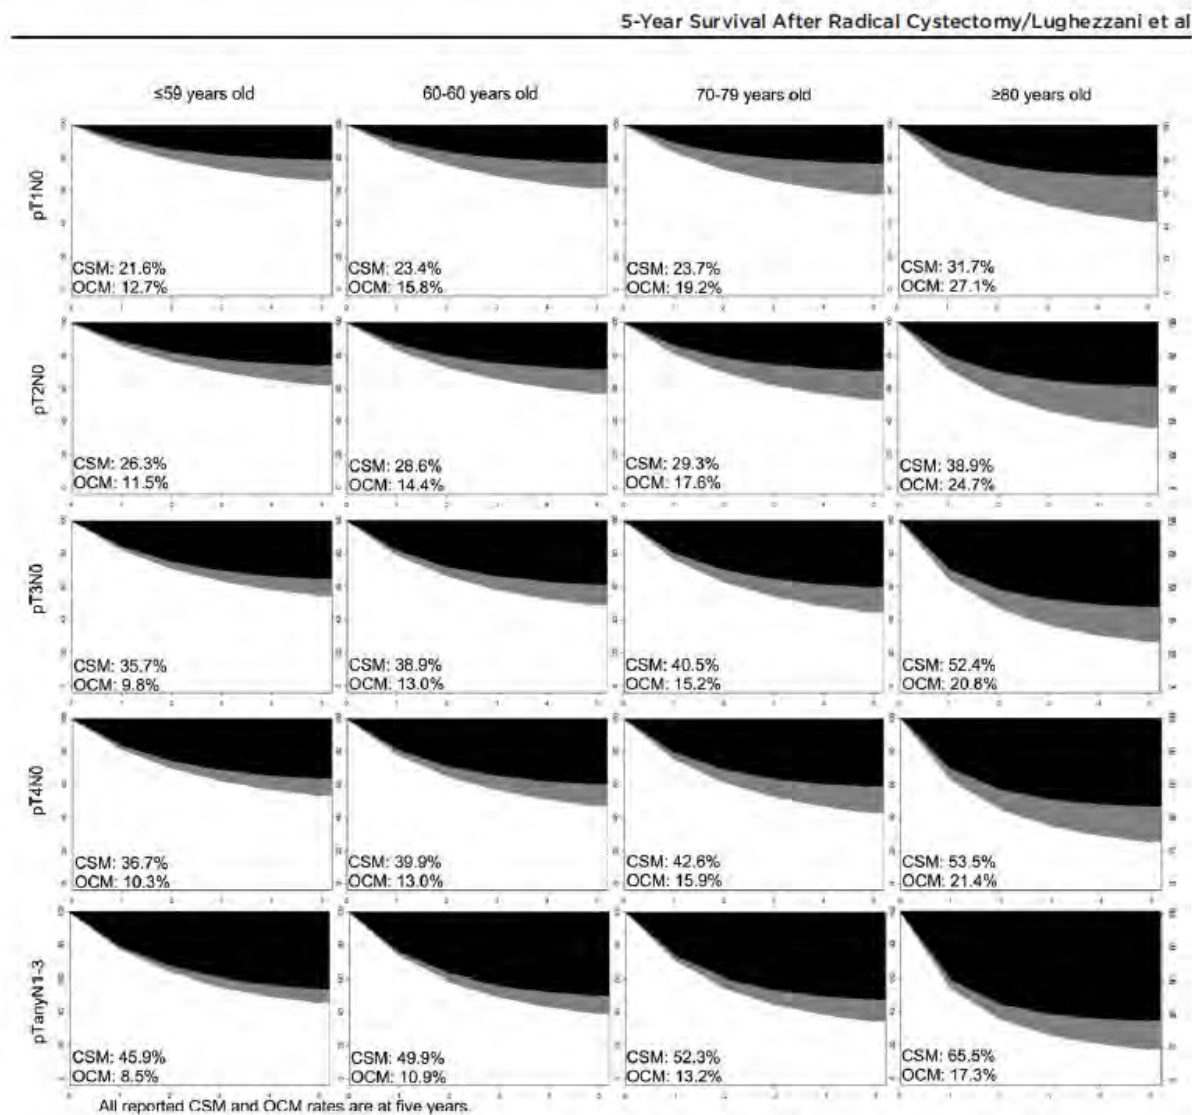 5-Year Survival After Radical Cystectomy/Lughezzani et al
≤59 years old 60-60 years old 70-79 years old ≥80 years old
pT1N0
CSM: 21.6% CSM: 23.4% CSM: 23.7% CSM: 31.7%
OCM: 12.7% OCM: 15.8% OCM: 19.2% OCM: 27.1%
pT2N0
CSM: 26.3% CSM: 28.6% CSM: 29.3% CSM: 38.9%
OCM: 11.5% OCM: 14.4% OCM: 17.6% OCM: 24.7%
pT3N0
CSM: 35.7% CSM: 38.9% CSM: 40.5% CSM: 52.4%
OCM: 9.8% OCM: 13.0% OCM: 15.2% OCM: 20.8%
pT4N0
CSM: 36.7% CSM: 39.9% CSM: 42.6% CSM: 53.5%
OCM: 10.3% OCM: 13.0% OCM: 15.9% OCM: 21.4%
pTanyN1-3
CSM: 45.9% CSM: 49.9% CSM: 52.3% CSM: 65.5%
OCM: 8.5% OCM: 10.9% OCM: 13.2% OCM: 17.3%
All reported CSM and OCM rates are at five years.